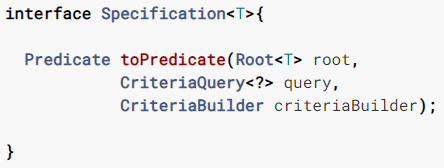 interface Specification<T>{
Predicate toPredicate(Root<T> root,
CriteriaQuery<?> query,
CriteriaBuilder criteriaBuilder);
}